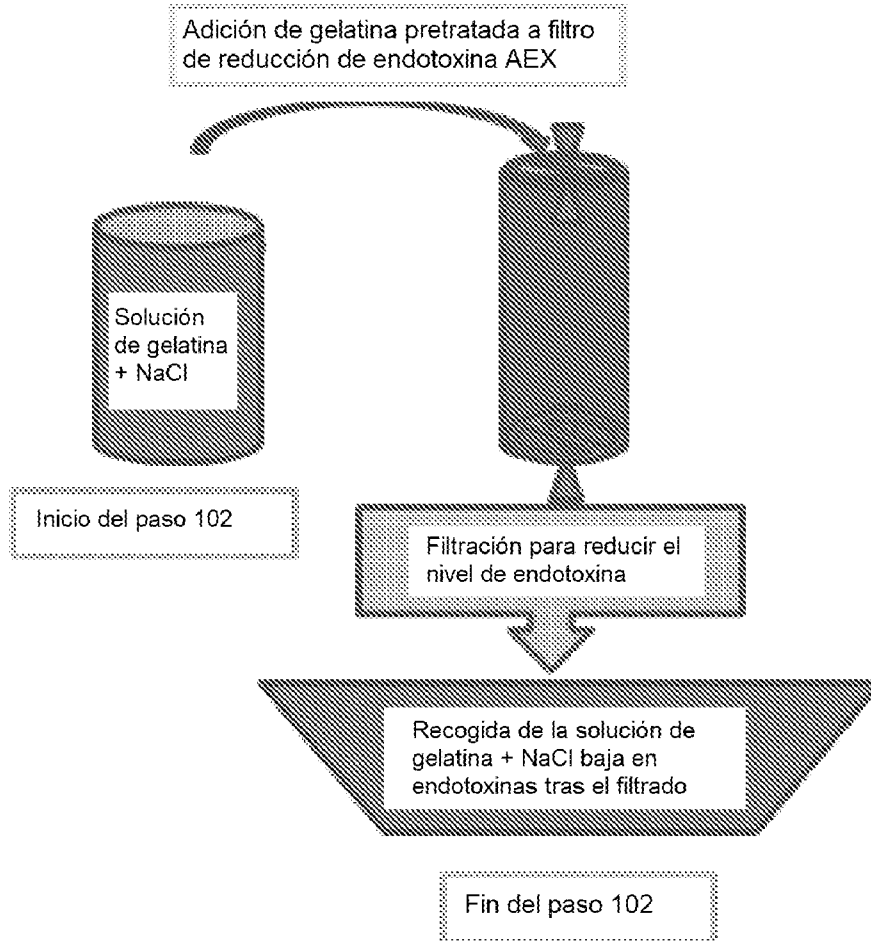 Adición de gelatina pretratada a filtro
de reducción de endotoxina AEX
Solución
de gelatina
+ NaCl
Inicio del paso 102
Filtración para reducir el
nivel de endotoxina
Recogida de la solución de
gelatina + NaCl baja en
endotoxinas tras el filtrado
Fin del paso 102